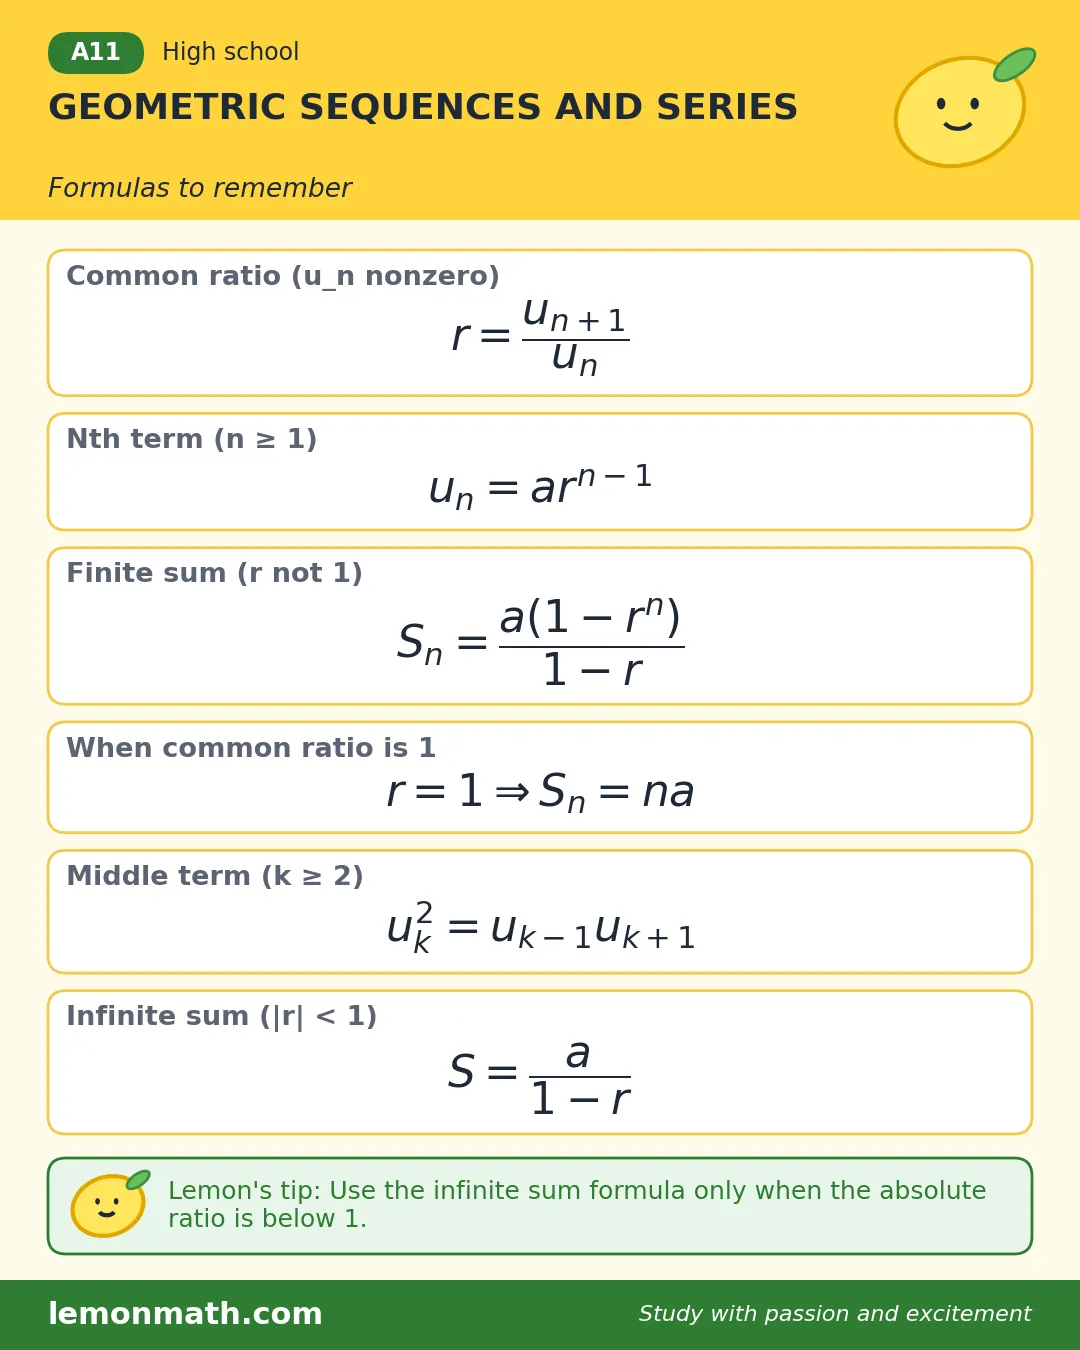 A11 High school
GEOMETRIC SEQUENCES AND SERIES
Formulas to remember
Common ratio (u_n nonzero)
r = \frac{u_{n+1}}{u_n}
Nth term (n ≥ 1)
u_n = ar^{n-1}
Finite sum (r not 1)
S_n = \frac{a(1-r^n)}{1-r}
When common ratio is 1
r = 1 ⇒ S_n = na
Middle term (k ≥ 2)
u_k^2 = u_{k-1}u_{k+1}
Infinite sum (|r| < 1)
S = \frac{a}{1-r}
Lemon's tip: Use the infinite sum formula only when the absolute
ratio is below 1.
lemonmath.com
Study with passion and excitement